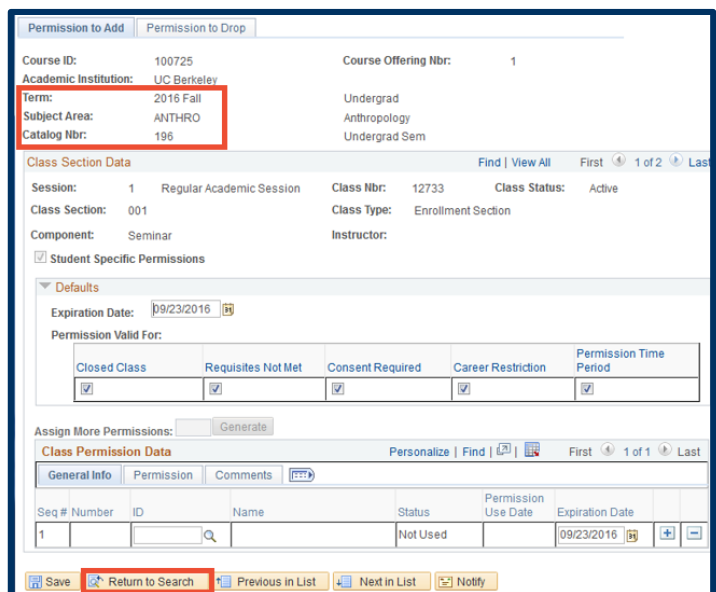 Permission to Add Permission to Drop
Course ID: 100725 Course Offering Nbr: 1
Academic Institution: UC Berkeley
Term: 2016 Fall Undergrad
Subject Area: ANTHRO Anthropology
Catalog Nbr: 196 Undergrad Sem
Class Section Data Find | View All First 1 of 2 Last
Session: 1 Regular Academic Session Class Nbr: 12733 Class Status: Active
Class Section: 001 Class Type: Enrollment Section
Component: Seminar Instructor:
Student Specific Permissions
Defaults
Expiration Date: 09/23/2016 31
Permission Valid For:
Closed Class Requisites Not Met Consent Required Career Restriction Permission Time Period
Assign More Permissions: Generate
Class Permission Data Personalize | Find | | First 1 of 1 Last
General Info Permission Comments
Seq # Number ID Name Status Permission Use Date Expiration Date
1 Not Used 09/23/2016 31
Save Return to Search Previous in List Next in List Notify